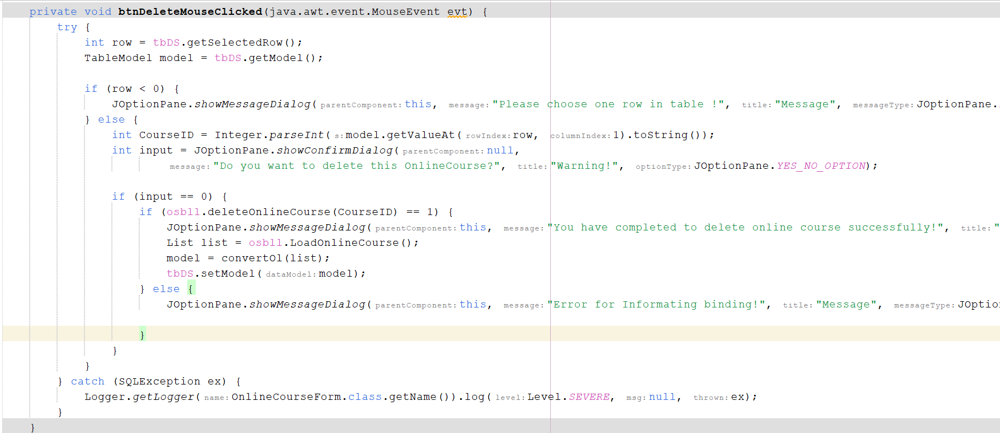 private void btnDeleteMouseClicked(java.awt.event.MouseEvent evt) {
try {
int row = tbDS.getSelectedRow();
TableModel model = tbDS.getModel();
if (row < 0) {
JOptionPane.showMessageDialog( parentComponent: this, message: "Please choose one row in table !", title: "Message", messageType: JOptionPane.
} else {
int CourseID = Integer.parseInt( s: model.getValueAt( rowIndex: row, columnIndex: 1).toString());
int input = JOptionPane.showConfirmDialog( parentComponent: null,
message: "Do you want to delete this OnlineCourse?", title: "Warning!", optionType: JOptionPane.YES_NO_OPTION);
if (input == 0) {
if (osbll.deleteOnlineCourse(CourseID) == 1) {
JOptionPane.showMessageDialog( parentComponent: this, message: "You have completed to delete online course successfully!", title: "
List list = osbll.LoadOnlineCourse();
model = convertOl(list);
tbDS.setModel( dataModel: model);
} else {
JOptionPane.showMessageDialog( parentComponent: this, message: "Error for Informating binding!", title: "Message", messageType: JOptio
}
}
}
} catch (SQLException ex) {
Logger.getLogger( name: OnlineCourseForm.class.getName()).log( level: Level.SEVERE, msg: null, thrown: ex);
}
}